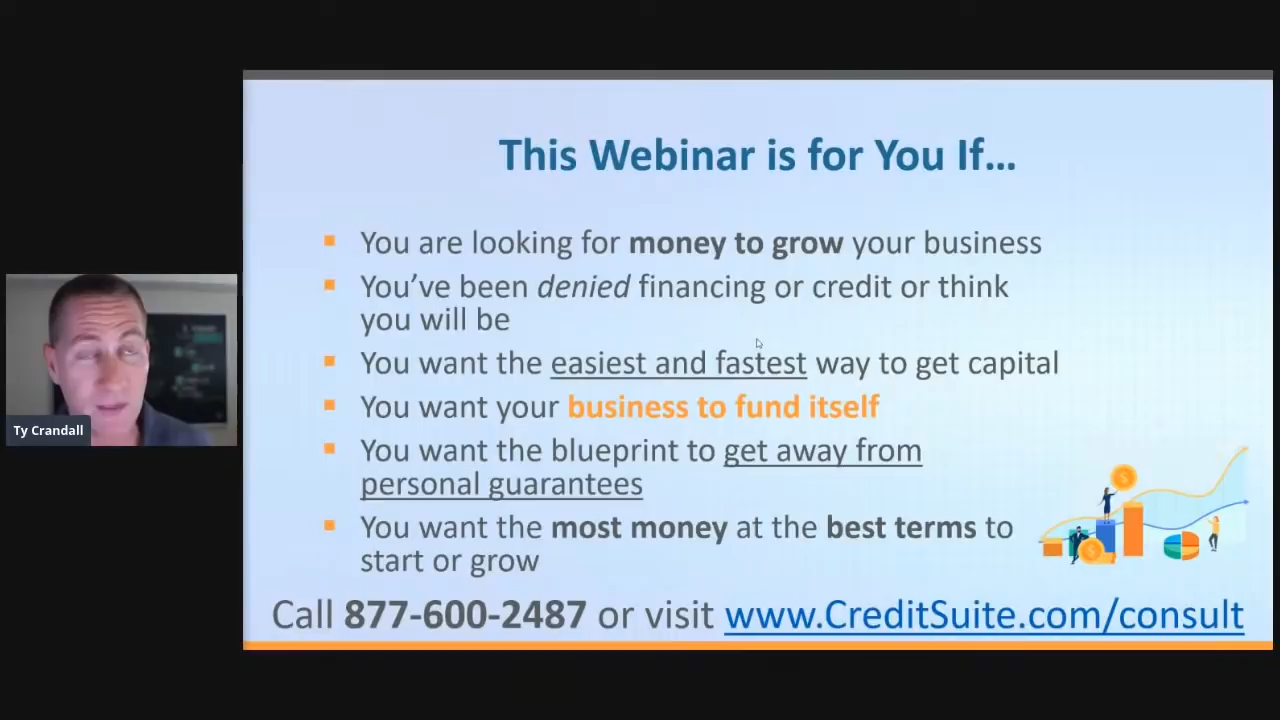 This Webinar is for You If…
You are looking for money to grow your business
You’ve been denied financing or credit or think
you will be
You want the easiest and fastest way to get capital
You want your business to fund itself
You want the blueprint to get away from
personal guarantees
You want the most money at the best terms to
start or grow
Call 877-600-2487 or visit www.CreditSuite.com/consult
Ty Crandall